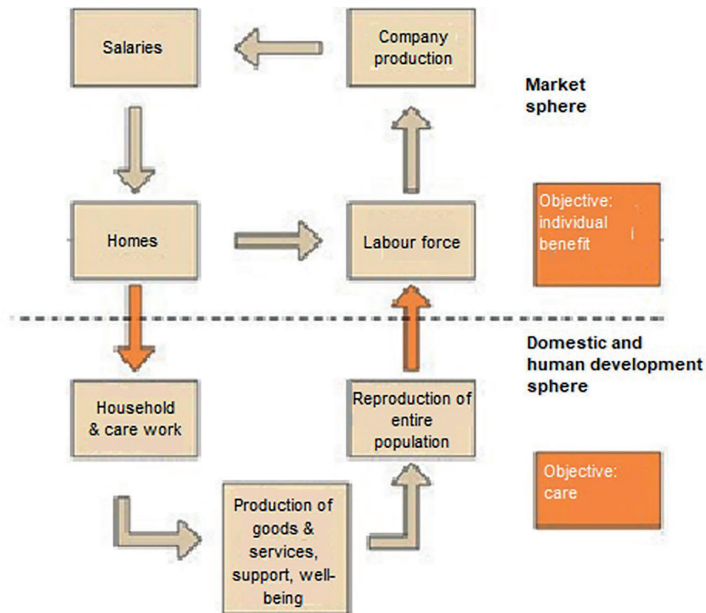 Salaries
Company
production
Market
sphere
Homes
Labour force
Objective:
individual
benefit
Domestic and
human development
sphere
Household
& care work
Reproduction of
entire
population
Objective:
care
Production of
goods &
services,
support, well-
being